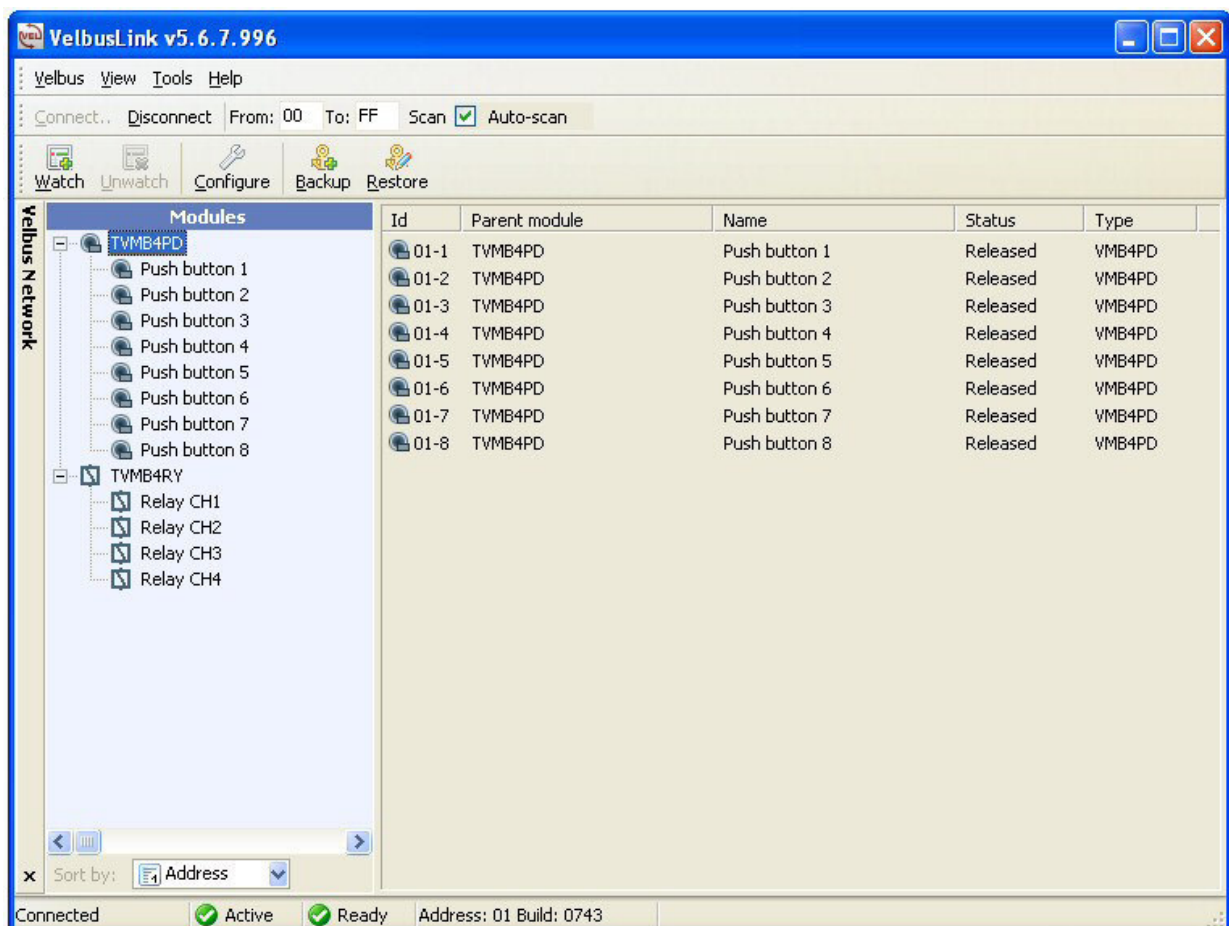 VelbusLink v5.6.7.996
Velbus View Tools Help
Connect.. Disconnect From: 00 To: FF Scan Auto-scan
Watch Unwatch Configure Backup Restore
Velbus Network
Modules
TVMB4PD
Push button 1
Push button 2
Push button 3
Push button 4
Push button 5
Push button 6
Push button 7
Push button 8
TVMB4RY
Relay CH1
Relay CH2
Relay CH3
Relay CH4
Sort by: Address
Id Parent module Name Status Type
01-1 TVMB4PD Push button 1 Released VMB4PD
01-2 TVMB4PD Push button 2 Released VMB4PD
01-3 TVMB4PD Push button 3 Released VMB4PD
01-4 TVMB4PD Push button 4 Released VMB4PD
01-5 TVMB4PD Push button 5 Released VMB4PD
01-6 TVMB4PD Push button 6 Released VMB4PD
01-7 TVMB4PD Push button 7 Released VMB4PD
01-8 TVMB4PD Push button 8 Released VMB4PD
Connected Active Ready Address: 01 Build: 0743